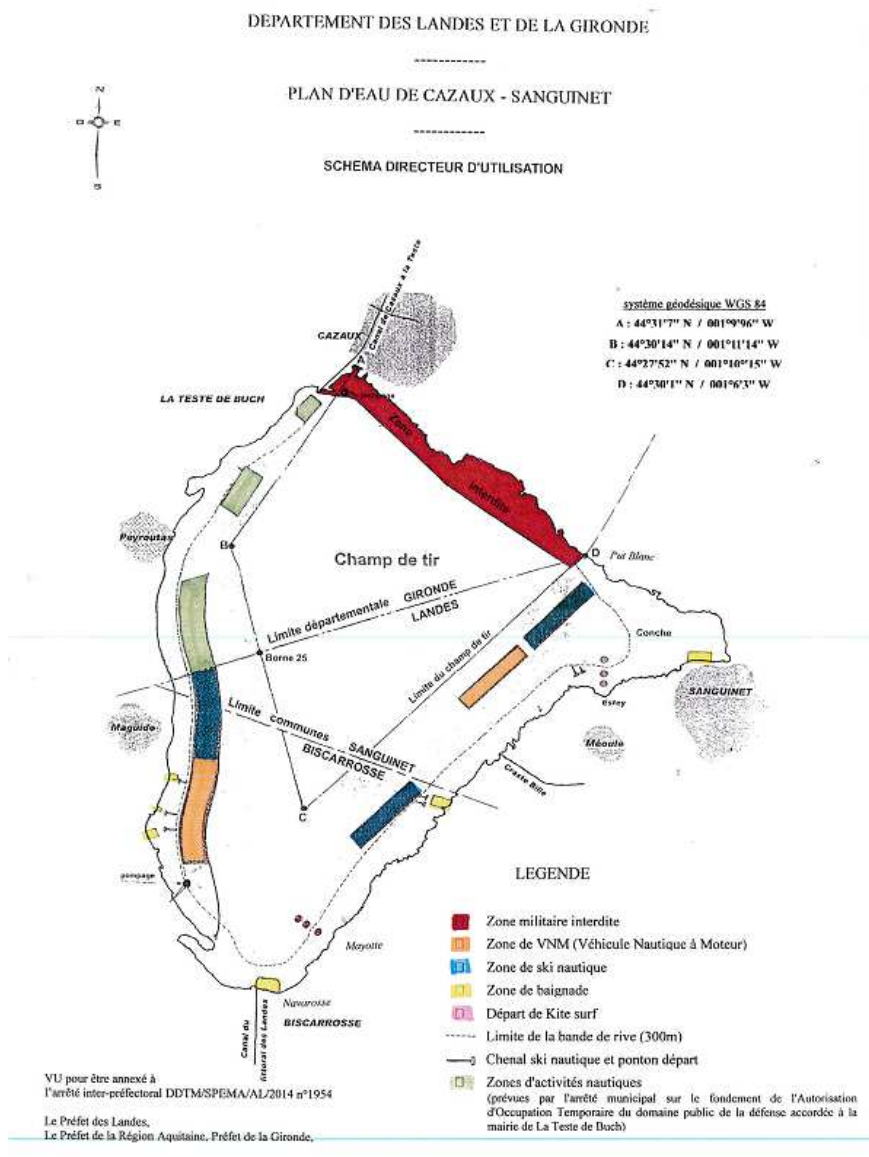 DÉPARTEMENT DES LANDES ET DE LA GIRONDE
------------
PLAN D'EAU DE CAZAUX - SANGUINET
------------
SCHEMA DIRECTEUR D'UTILISATION
N
O E
S
système géodésique WGS 84
A : 44°31'7" N / 001°9'96" W
B : 44°30'14" N / 001°11'14" W
C : 44°27'52" W / 001°10'15" W
D : 44°30'1" N / 001°6'3" W
Canal de Cazaux a la Teste
CAZAUX
A
LA TESTE DE BUCH
Zone
interdite
Peyroutas
B
Champ de tir
D
Put Blanc
Limite départementale GIRONDE
LANDES
Borne 25
Limite du champ de tir
Conche
SANGUINET
Estey
Méoule
Maguide
Limite communes SANGUINET
BISCARROSSE
Craste Bille
C
pompage
Mayotte
Navarosse
BISCARROSSE
Canal du
littoral des Landes
LEGENDE
Zone militaire interdite
Zone de VNM (Véhicule Nautique à Moteur)
Zone de ski nautique
Zone de baignade
Départ de Kite surf
Limite de la bande de rive (300m)
Chenal ski nautique et ponton départ
Zones d'activités nautiques
(prévues par l'arrêté municipal sur le fondement de l'Autorisation
d'Occupation Temporaire du domaine public de la défense accordée à la
mairie de La Teste de Buch)
VU pour être annexé à
l'arrêté inter-préfectoral DDTM/SPEMA/AL/2014 n°1954
Le Préfet des Landes,
Le Préfet de la Région Aquitaine, Préfet de la Gironde,